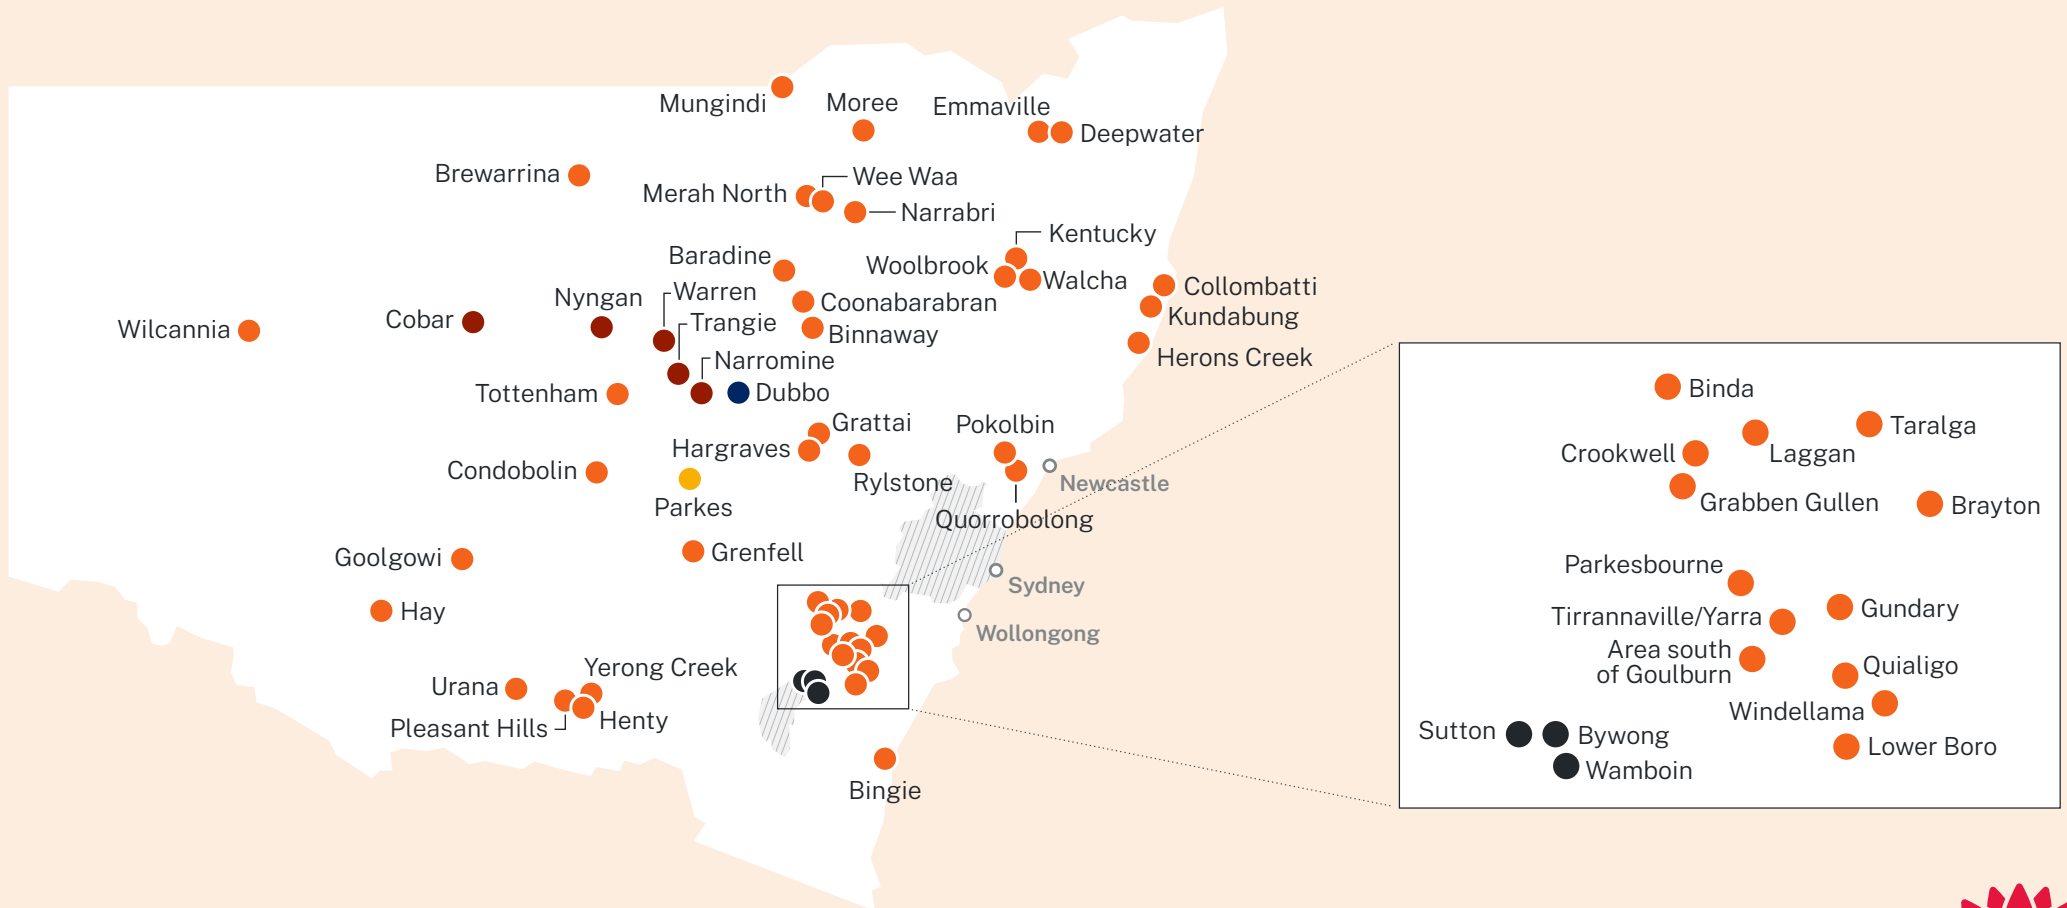 Mungindi
Moree
Emmaville
Deepwater
Brewarrina
Merah North
Wee Waa
Narrabri
Kentucky
Baradine
Woolbrook
Walcha
Collombatti
Kundabung
Herons Creek
Wilcannia
Cobar
Nyngan
Warren
Trangie
Narromine
Coonabarabran
Binnaway
Tottenham
Dubbo
Grattai
Hargraves
Rylstone
Pokolbin
Newcastle
Quorrobolong
Condobolin
Parkes
Grenfell
Goolgowi
Hay
Sydney
Wollongong
Urana
Yerong Creek
Pleasant Hills
Henty
Bingie
Binda
Taralga
Crookwell
Laggan
Grabben Gullen
Brayton
Parkesbourne
Tirrannaville/Yarra
Gundary
Area south
of Goulburn
Quialigo
Windellama
Sutton
Bywong
Lower Boro
Wamboin